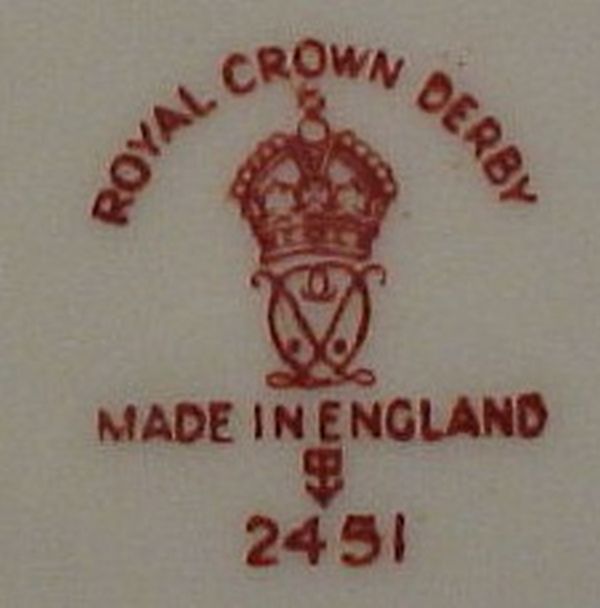 ROYAL CROWN DERBY
MADE IN ENGLAND
2451